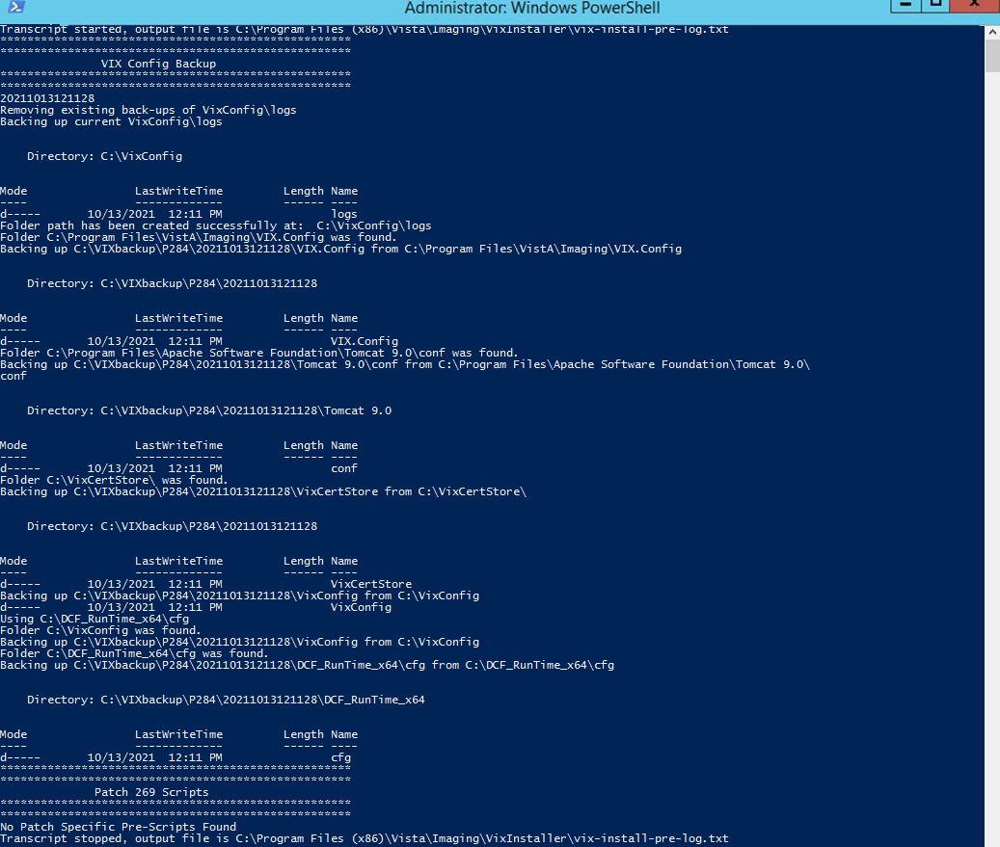 Administrator: Windows PowerShell
Transcript started, output file is C:\Program Files (x86)\Vista\Imaging\VixInstaller\vix-install-pre-log.txt
****************************************************
****************************************************
VIX Config Backup
****************************************************
****************************************************
20211013121128
Removing existing back-ups of VixConfig\logs
Backing up current VixConfig\logs
Directory: C:\VixConfig
Mode LastWriteTime Length Name
---- ------------- ------ ----
d----- 10/13/2021 12:11 PM logs
Folder path has been created successfully at: C:\VixConfig\logs
Folder C:\Program Files\VistA\Imaging\VIX.Config was found.
Backing up C:\VIXbackup\P284\20211013121128\VIX.Config from C:\Program Files\VistA\Imaging\VIX.Config
Directory: C:\VIXbackup\P284\20211013121128
Mode LastWriteTime Length Name
---- ------------- ------ ----
d----- 10/13/2021 12:11 PM VIX.Config
Folder C:\Program Files\Apache Software Foundation\Tomcat 9.0\conf was found.
Backing up C:\VIXbackup\P284\20211013121128\Tomcat 9.0\conf from C:\Program Files\Apache Software Foundation\Tomcat 9.0\
conf
Directory: C:\VIXbackup\P284\20211013121128\Tomcat 9.0
Mode LastWriteTime Length Name
---- ------------- ------ ----
d----- 10/13/2021 12:11 PM conf
Folder C:\VixCertStore\ was found.
Backing up C:\VIXbackup\P284\20211013121128\VixCertStore from C:\VixCertStore\
Directory: C:\VIXbackup\P284\20211013121128
Mode LastWriteTime Length Name
---- ------------- ------ ----
d----- 10/13/2021 12:11 PM VixCertStore
Backing up C:\VIXbackup\P284\20211013121128\VixConfig from C:\VixConfig
d----- 10/13/2021 12:11 PM VixConfig
Using C:\DCF_RunTime_x64\cfg
Folder C:\VixConfig was found.
Backing up C:\VIXbackup\P284\20211013121128\VixConfig from C:\VixConfig
Folder C:\DCF_RunTime_x64\cfg was found.
Backing up C:\VIXbackup\P284\20211013121128\DCF_RunTime_x64\cfg from C:\DCF_RunTime_x64\cfg
Directory: C:\VIXbackup\P284\20211013121128\DCF_RunTime_x64
Mode LastWriteTime Length Name
---- ------------- ------ ----
d----- 10/13/2021 12:11 PM cfg
****************************************************
****************************************************
Patch 269 Scripts
****************************************************
****************************************************
No Patch Specific Pre-Scripts Found
Transcript stopped, output file is C:\Program Files (x86)\Vista\Imaging\VixInstaller\vix-install-pre-log.txt